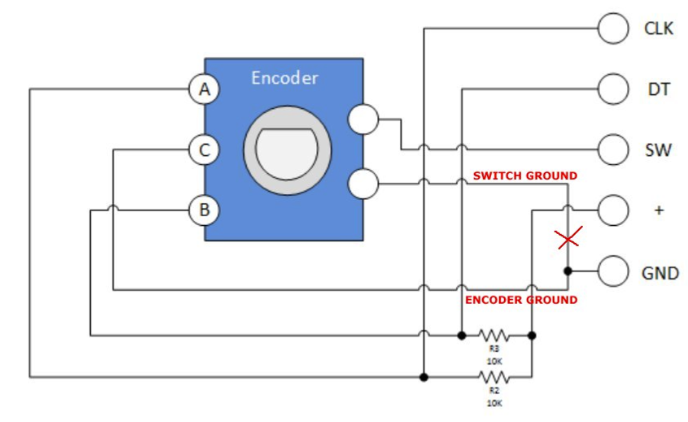 CLK
Encoder
A
DT
C
SW
SWITCH GROUND
B
+
GND
ENCODER GROUND
R3
10K
R2
10K